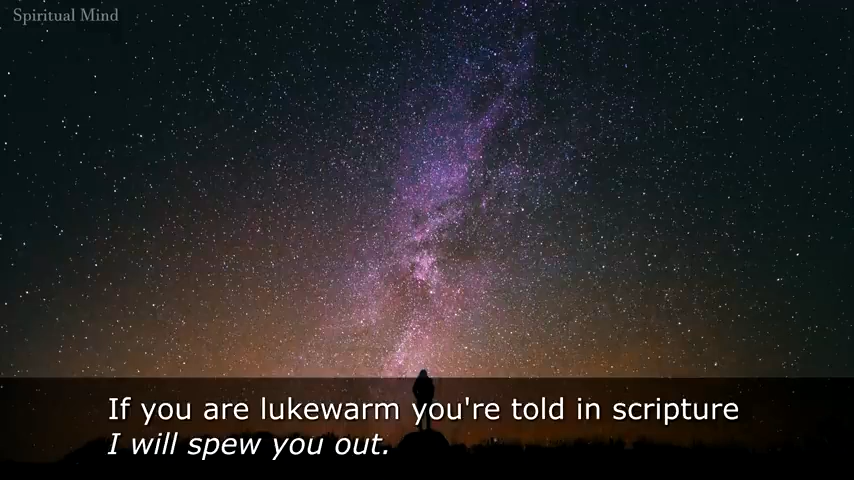 Spiritual Mind
If you are lukewarm you're told in scripture
I will spew you out.